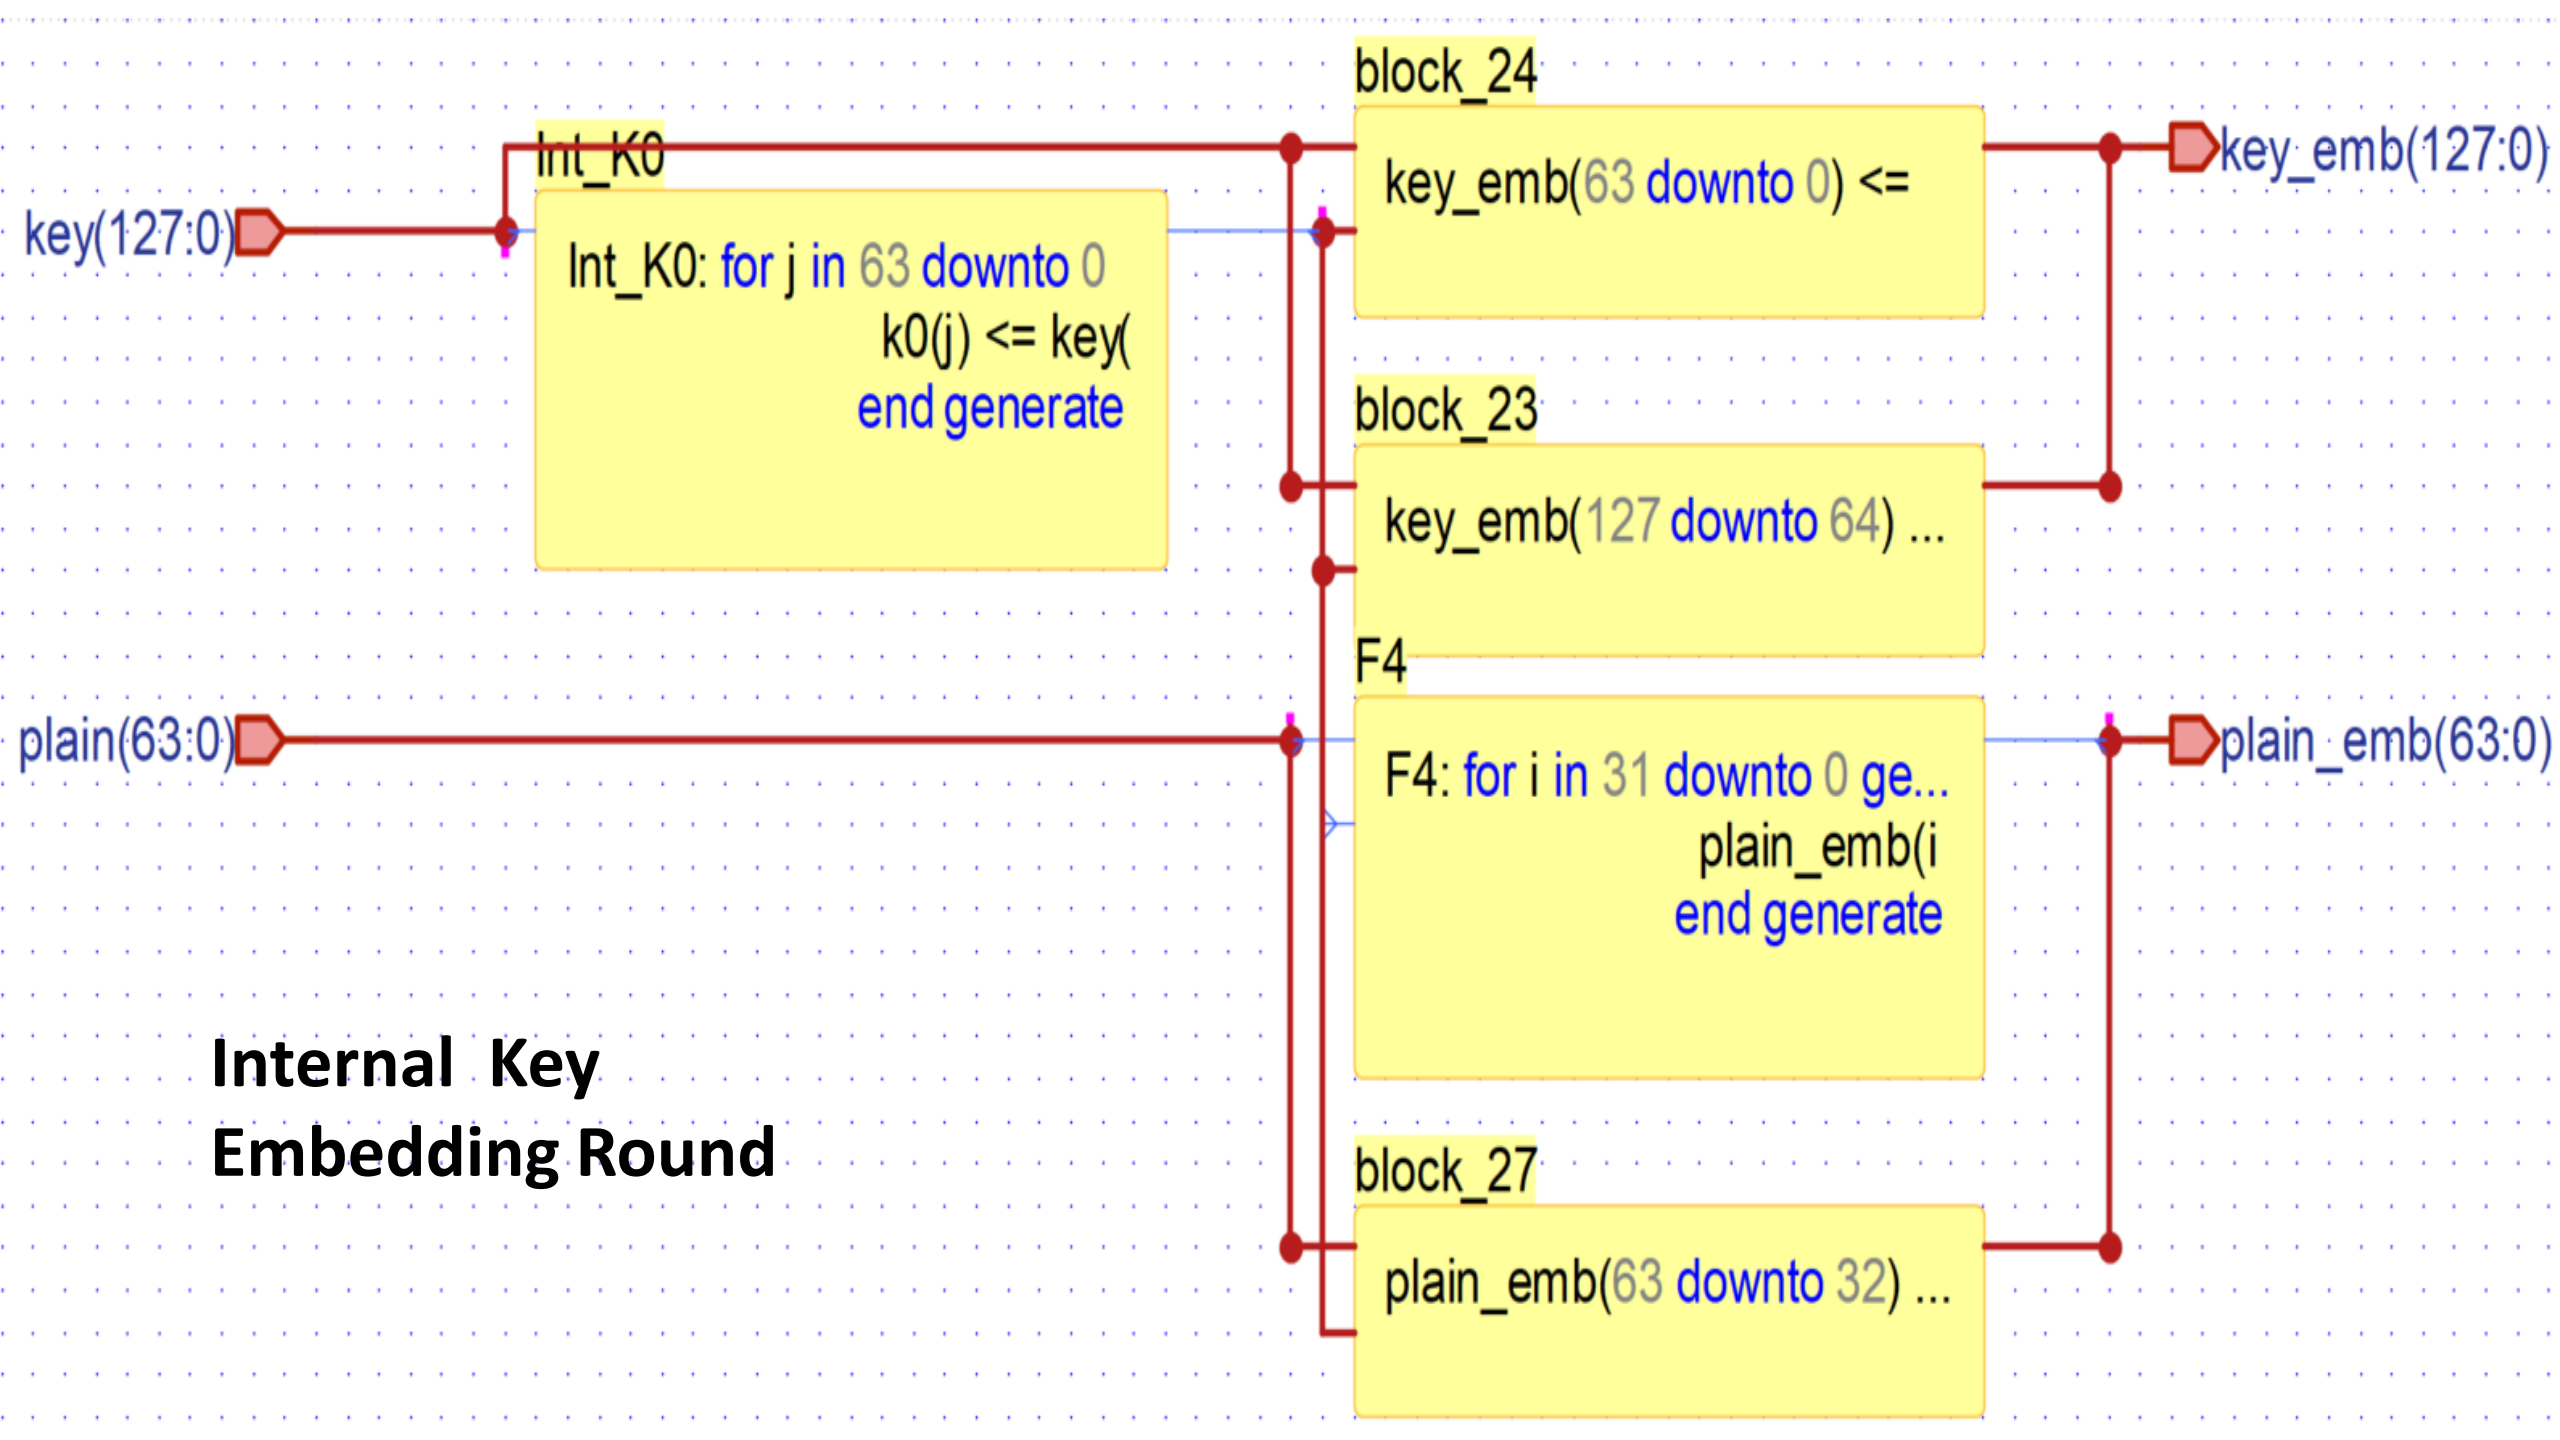 block_24
key_emb(63 downto 0) <=
key_emb(127:0)
Int_K0
key(127:0)
Int_K0: for j in 63 downto 0
k0(j) <= key(
end generate
block_23
key_emb(127 downto 64) ...
F4
plain(63:0)
F4: for i in 31 downto 0 ge...
plain_emb(i
end generate
plain_emb(63:0)
Internal Key
Embedding Round
block_27
plain_emb(63 downto 32) ...